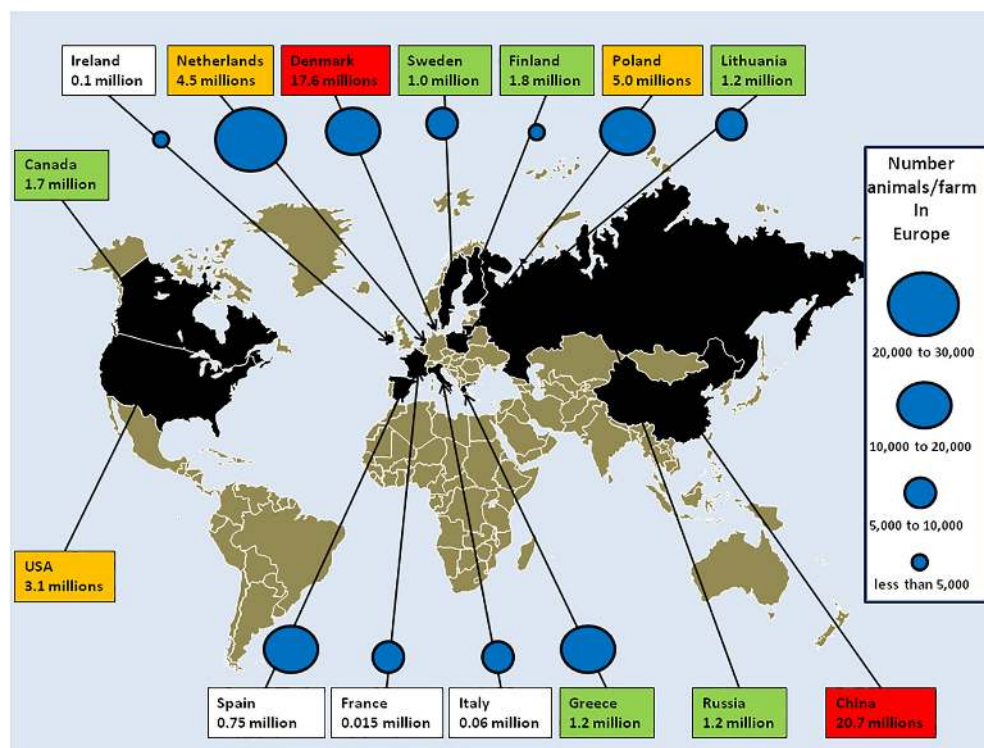 Ireland
0.1 million
Netherlands
4.5 millions
Denmark
17.6 millions
Sweden
1.0 million
Finland
1.8 million
Poland
5.0 millions
Lithuania
1.2 million
Canada
1.7 million
Number
animals/farm
In
Europe
20,000 to 30,000
10,000 to 20,000
5,000 to 10,000
less than 5,000
USA
3.1 millions
Spain
0.75 million
France
0.015 million
Italy
0.06 million
Greece
1.2 million
Russia
1.2 million
China
20.7 millions